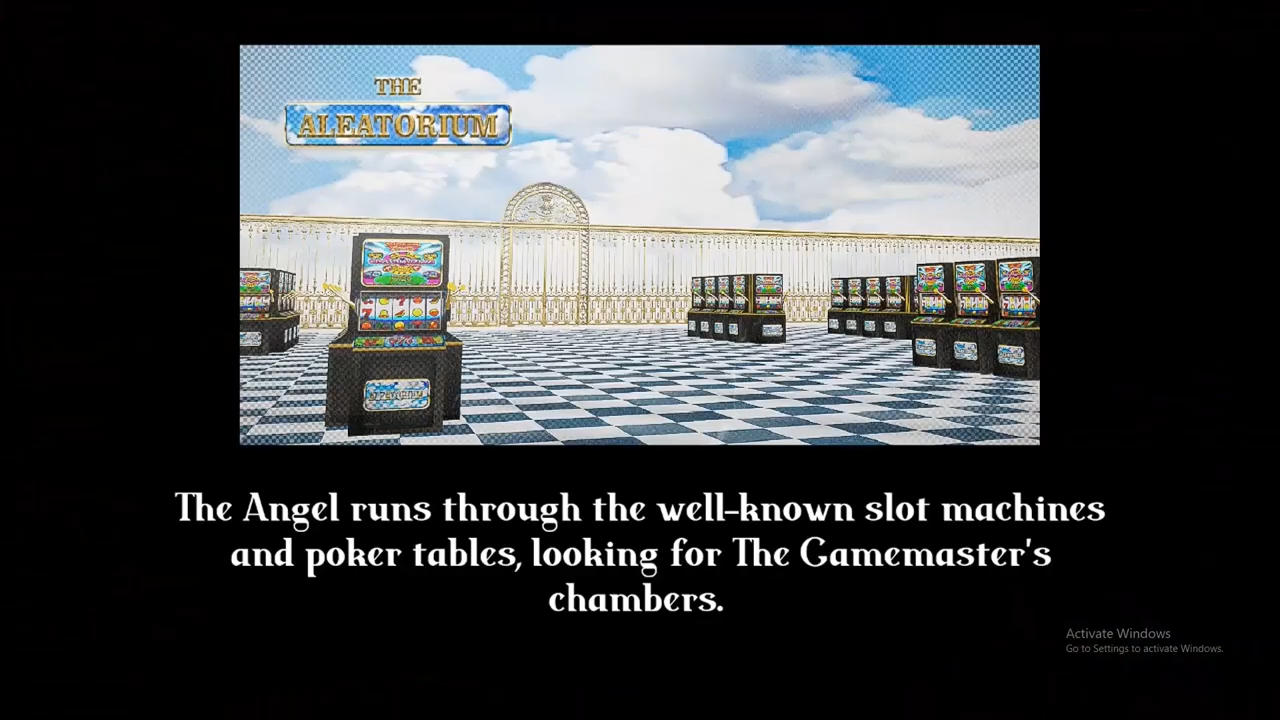 THE
ALEATORIUM
The Angel runs through the well-known slot machines
and poker tables, looking for The Gamemaster's
chambers.
Activate Windows
Go to Settings to activate Windows.